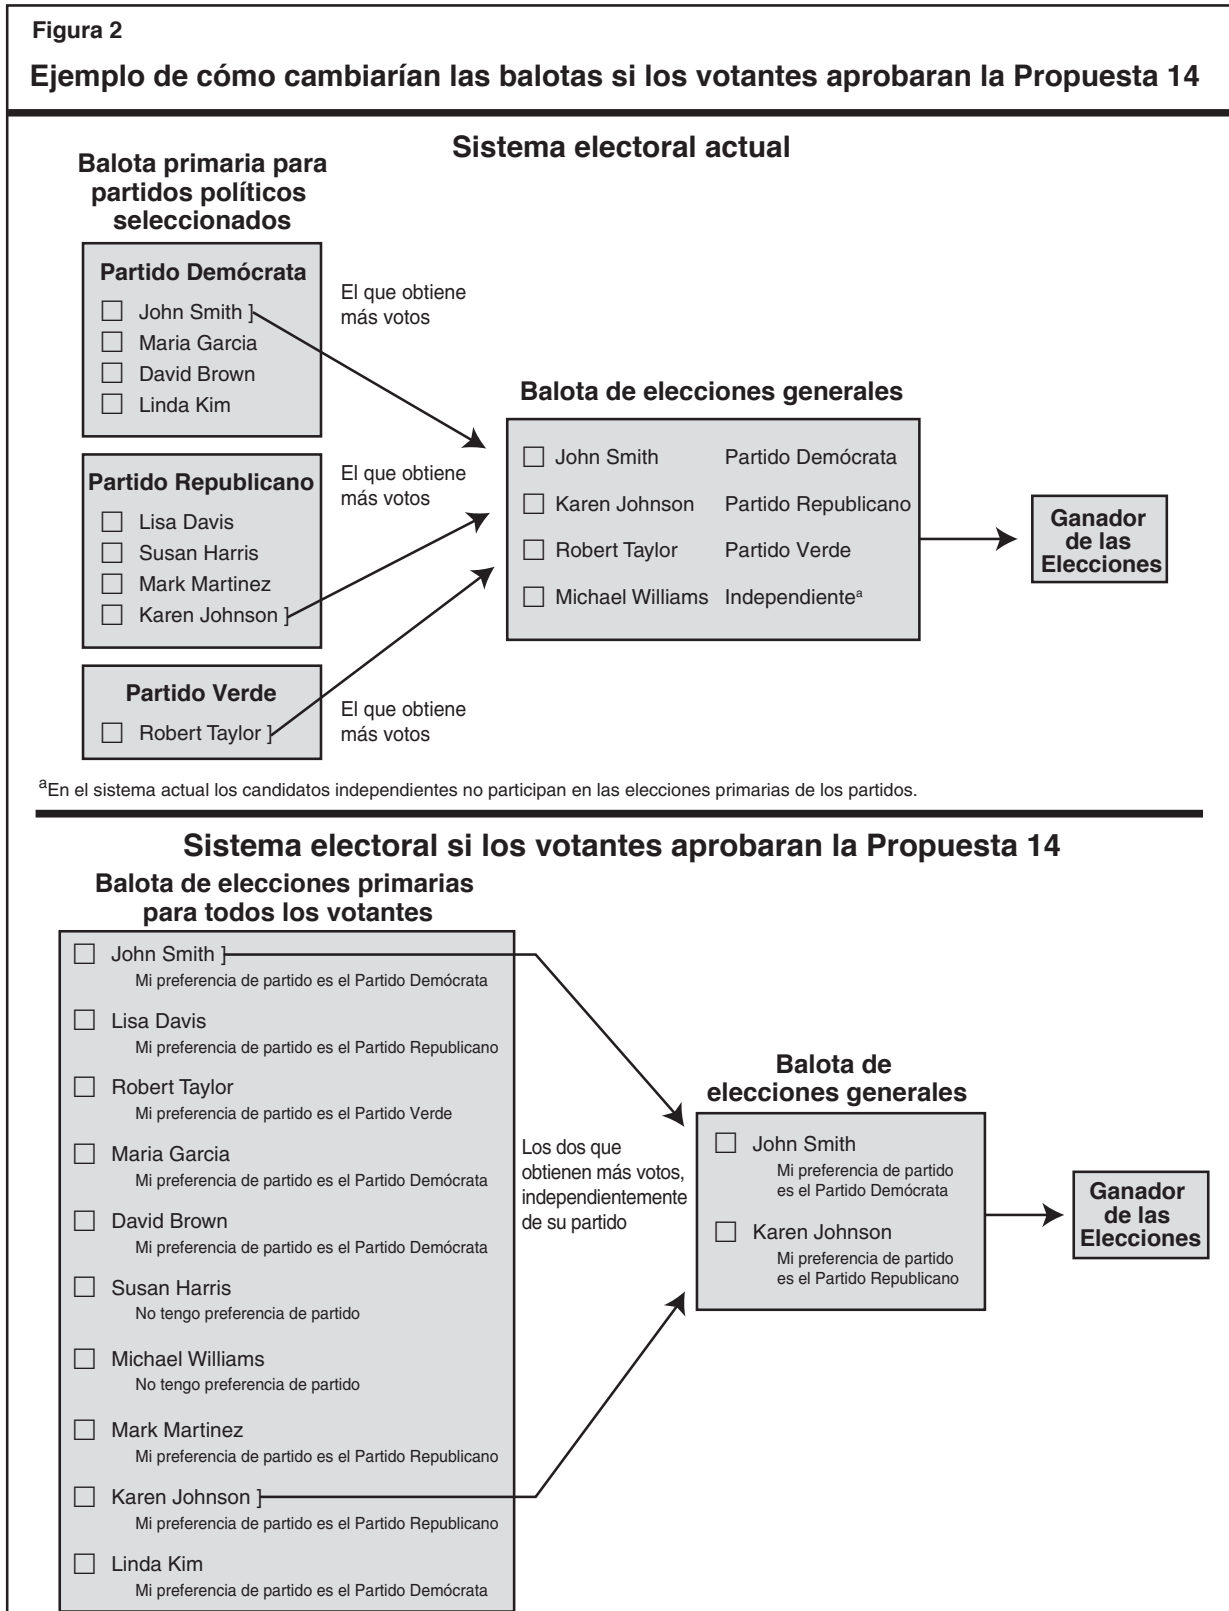 Figura 2
Ejemplo de cómo cambiarían las balotas si los votantes aprobaran la Propuesta 14
Sistema electoral actual
Balota primaria para
partidos políticos
seleccionados
Partido Demócrata
John Smith ]
Maria Garcia
David Brown
Linda Kim
El que obtiene
más votos
Partido Republicano
Lisa Davis
Susan Harris
Mark Martinez
Karen Johnson ]
El que obtiene
más votos
Partido Verde
Robert Taylor ]
El que obtiene
más votos
Balota de elecciones generales
John Smith Partido Demócrata
Karen Johnson Partido Republicano
Robert Taylor Partido Verde
Michael Williams Independienteª
Ganador
de las
Elecciones
ªEn el sistema actual los candidatos independientes no participan en las elecciones primarias de los partidos.
Sistema electoral si los votantes aprobaran la Propuesta 14
Balota de elecciones primarias
para todos los votantes
John Smith ]
Mi preferencia de partido es el Partido Demócrata
Lisa Davis
Mi preferencia de partido es el Partido Republicano
Robert Taylor
Mi preferencia de partido es el Partido Verde
Maria Garcia
Mi preferencia de partido es el Partido Demócrata
David Brown
Mi preferencia de partido es el Partido Demócrata
Susan Harris
No tengo preferencia de partido
Michael Williams
No tengo preferencia de partido
Mark Martinez
Mi preferencia de partido es el Partido Republicano
Karen Johnson ]
Mi preferencia de partido es el Partido Republicano
Linda Kim
Mi preferencia de partido es el Partido Demócrata
Los dos que
obtienen más votos,
independientemente
de su partido
Balota de
elecciones generales
John Smith
Mi preferencia de partido
es el Partido Demócrata
Karen Johnson
Mi preferencia de partido
es el Partido Republicano
Ganador
de las
Elecciones